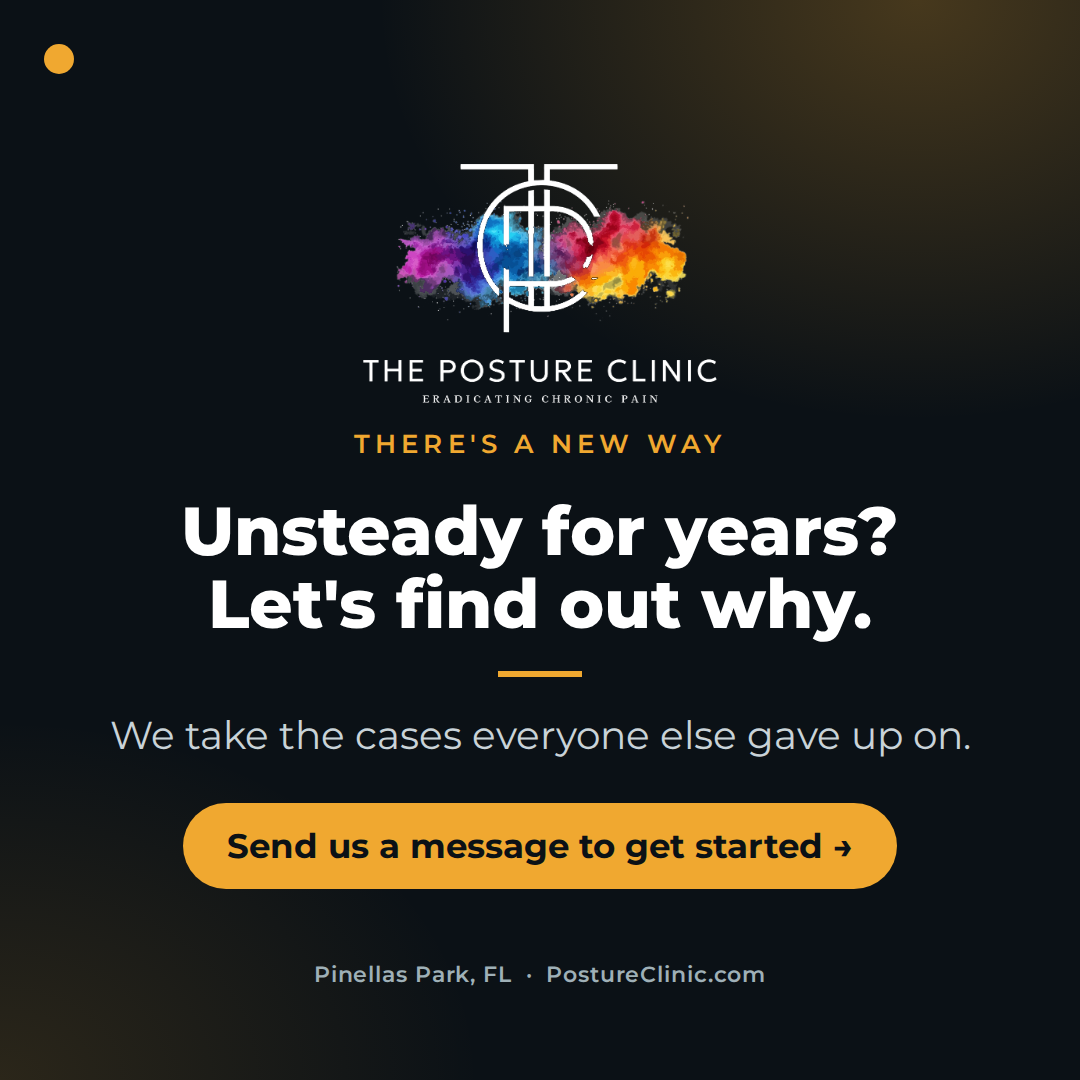 THE POSTURE CLINIC
ERADICATING CHRONIC PAIN
THERE'S A NEW WAY
Unsteady for years?
Let's find out why.
We take the cases everyone else gave up on.
Send us a message to get started →
Pinellas Park, FL · PostureClinic.com